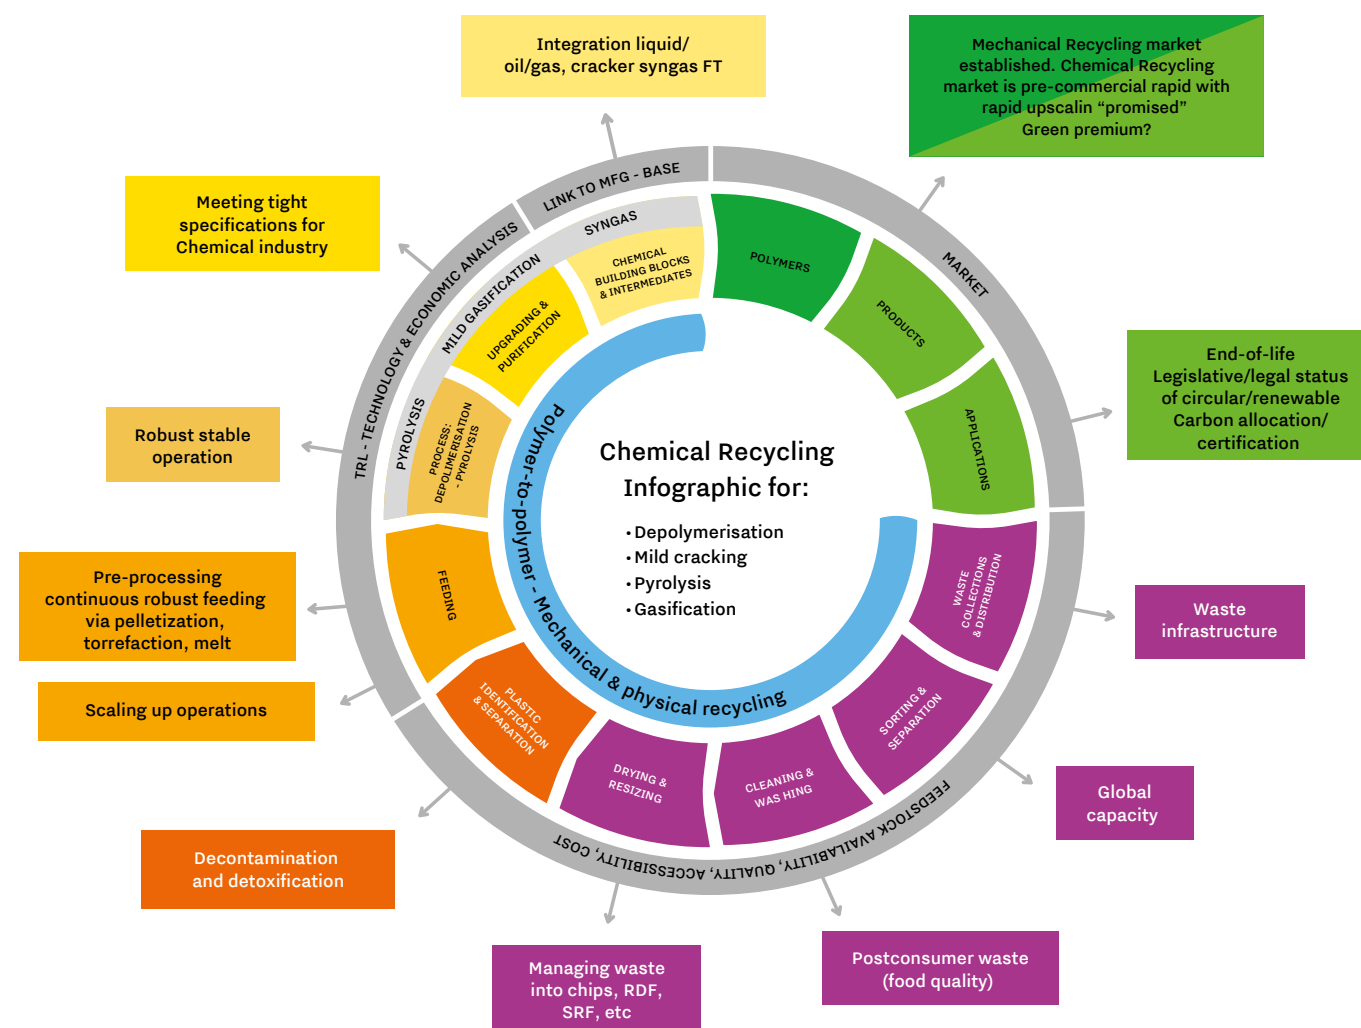 Integration liquid/
oil/gas, cracker syngas FT
Mechanical Recycling market
established. Chemical Recycling
market is pre-commercial rapid with
rapid upscalin “promised”
Green premium?
Meeting tight
specifications for
Chemical industry
Robust stable
operation
Pre-processing
continuous robust feeding
via pelletization,
torrefaction, melt
Scaling up operations
Decontamination
and detoxification
Managing waste
into chips, RDF,
SRF, etc
Postconsumer waste
(food quality)
Global
capacity
Waste
infrastructure
End-of-life
Legislative/legal status
of circular/renewable
Carbon allocation/
certification
LINK TO MFG - BASE
MARKET
FEEDSTOCK AVAILABILITY, QUALITY, ACCESSIBILITY, COST
TRL - TECHNOLOGY & ECONOMIC ANALYSIS
SYNGAS
MILD GASIFICATION
PYROLYSIS
POLYMERS
PRODUCTS
APPLICATIONS
WASTE
COLLECTIONS
& DISTRIBUTION
SORTING &
SEPARATION
CLEANING &
WAS HING
DRYING &
RESIZING
PLASTIC
IDENTIFICATION
& SEPARATION
FEEDING
PROCESS:
DEPOLIMERISATION
- PYROLYSIS
UPGRADING &
PURIFICATION
CHEMICAL
BUILDING BLOCKS
& INTERMEDIATES
Polymer-to-polymer - Mechanical & physical recycling
Chemical Recycling
Infographic for:
• Depolymerisation
• Mild cracking
• Pyrolysis
• Gasification